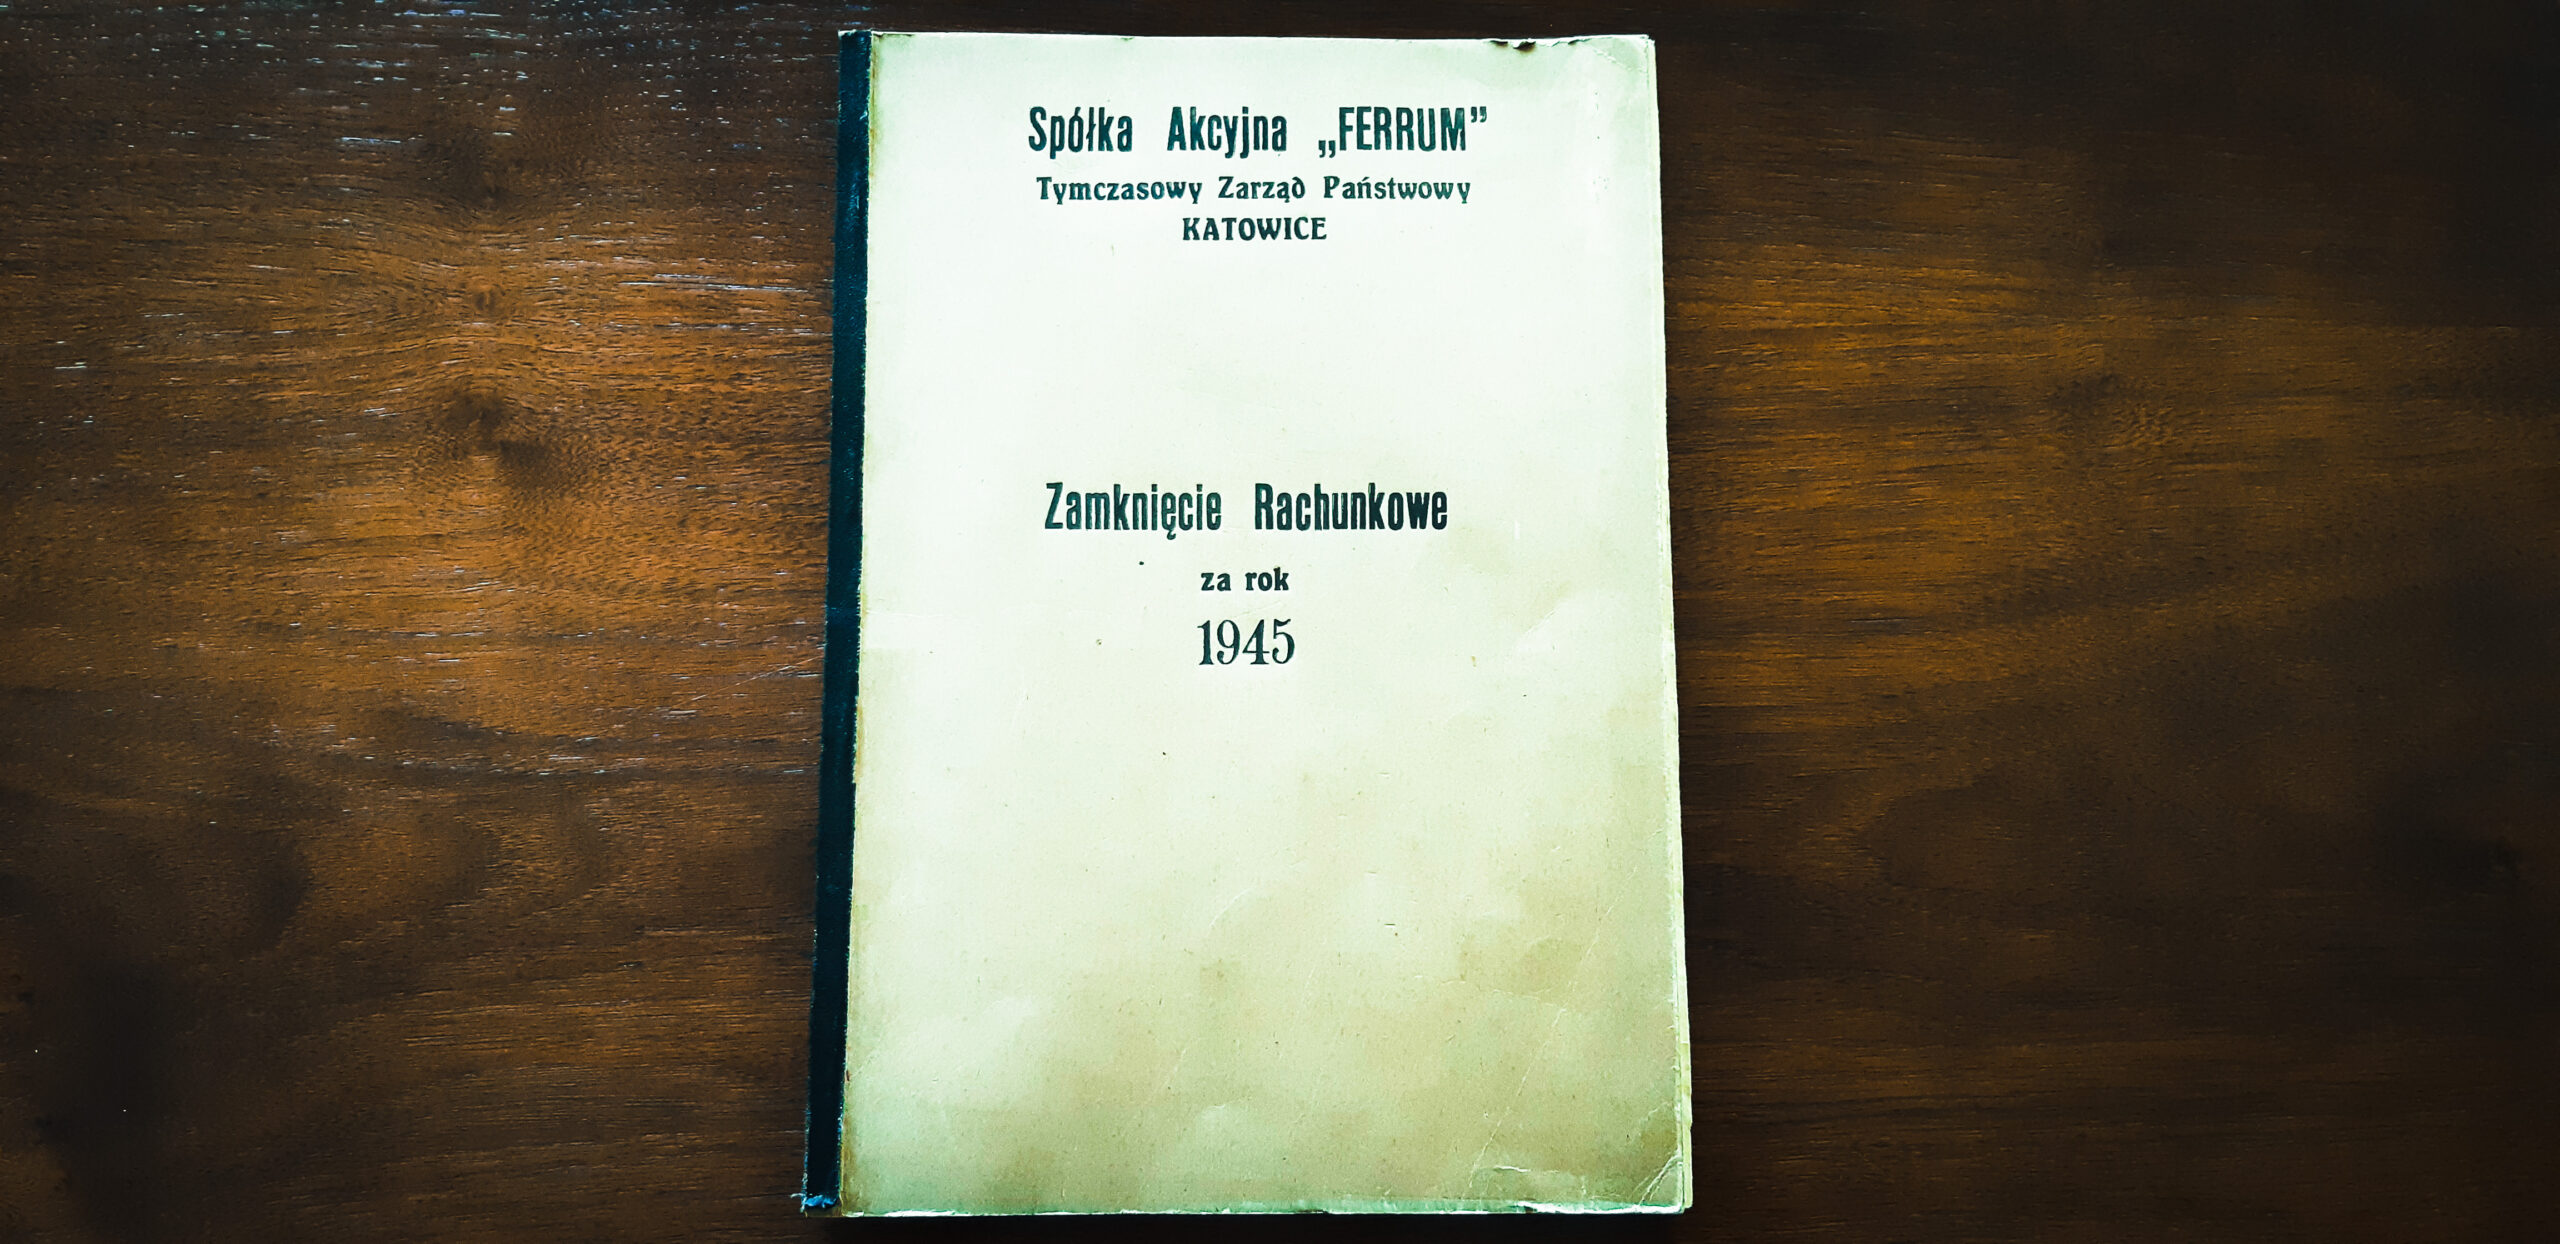 Spółka Akcyjna „FERRUM”
Tymczasowy Zarząd Państwowy
KATOWICE
Zamknięcie Rachunkowe
za rok
1945